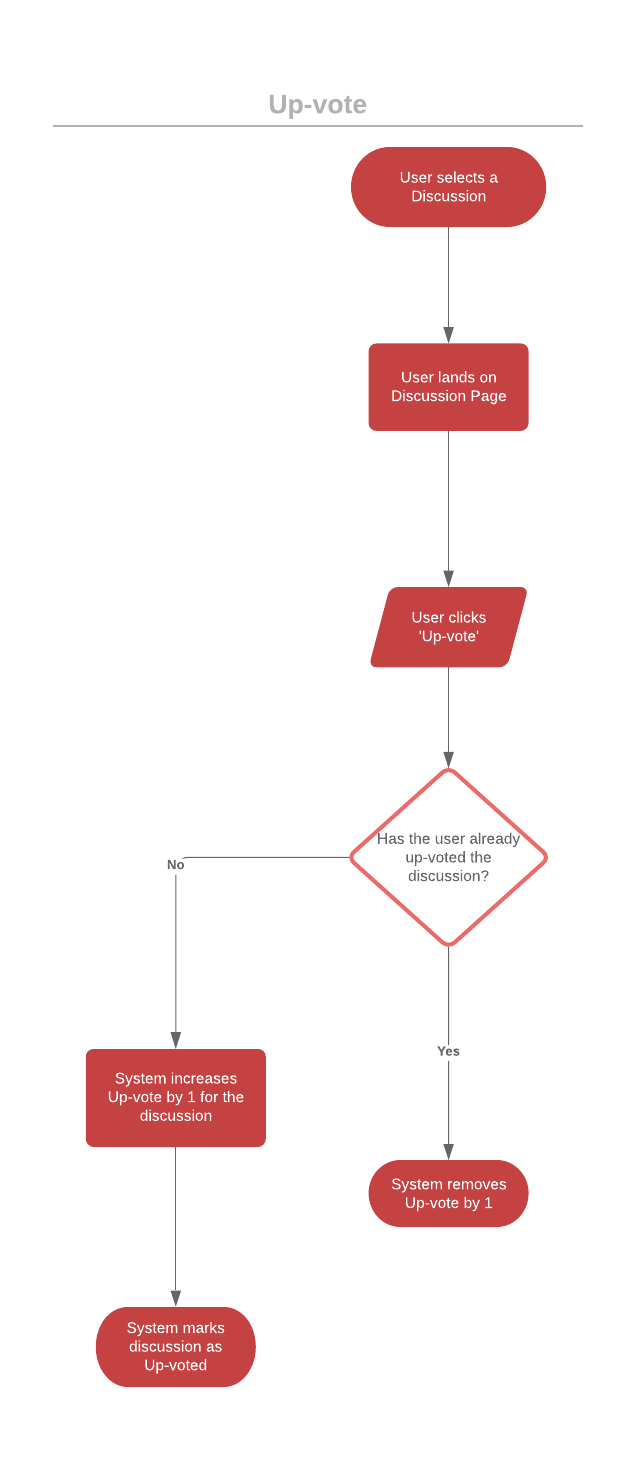 Up-vote
User selects a
Discussion
User lands on
Discussion Page
User clicks
'Up-vote'
Has the user already
up-voted the
discussion?
No
Yes
System increases
Up-vote by 1 for the
discussion
System removes
Up-vote by 1
System marks
discussion as
Up-voted